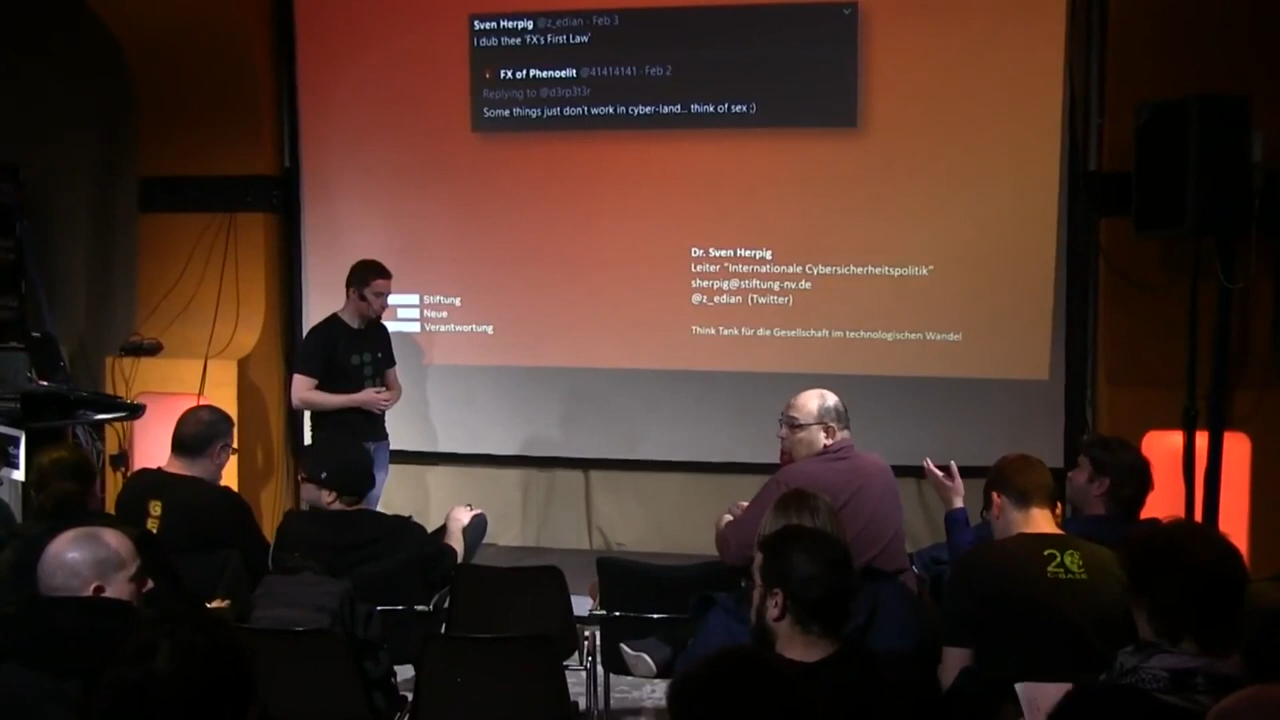 Sven Herpig @z_edian · Feb 3
I dub thee 'FX's First Law'
FX of Phenoelit @41414141 · Feb 2
Replying to @d3rp3t3r
Some things just don't work in cyber-land... think of sex ;)
Dr. Sven Herpig
Leiter "Internationale Cybersicherheitspolitik"
sherpig@stiftung-nv.de
@z_edian (Twitter)
Think Tank für die Gesellschaft im technologischen Wandel
Stiftung
Neue
Verantwortung
20
C-BASE